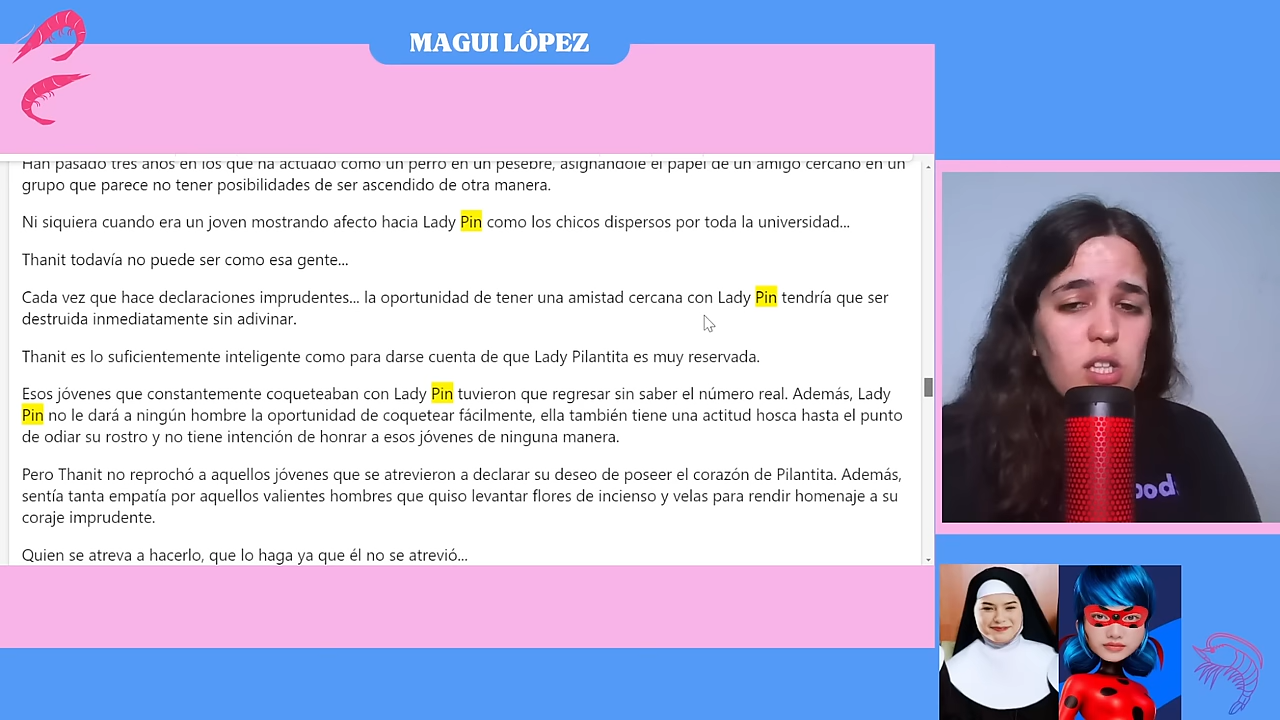 MAGUI LÓPEZ
Han pasado tres años en los que ha actuado como un perro en un pesebre, asignándole el papel de un amigo cercano en un
grupo que parece no tener posibilidades de ser ascendido de otra manera.
Ni siquiera cuando era un joven mostrando afecto hacia Lady Pin como los chicos dispersos por toda la universidad...
Thanit todavía no puede ser como esa gente...
Cada vez que hace declaraciones imprudentes... la oportunidad de tener una amistad cercana con Lady Pin tendría que ser
destruida inmediatamente sin adivinar.
Thanit es lo suficientemente inteligente como para darse cuenta de que Lady Pilantita es muy reservada.
Esos jóvenes que constantemente coqueteaban con Lady Pin tuvieron que regresar sin saber el número real. Además, Lady
Pin no le dará a ningún hombre la oportunidad de coquetear fácilmente, ella también tiene una actitud hosca hasta el punto
de odiar su rostro y no tiene intención de honrar a esos jóvenes de ninguna manera.
Pero Thanit no reprochó a aquellos jóvenes que se atrevieron a declarar su deseo de poseer el corazón de Pilantita. Además,
sentía tanta empatía por aquellos valientes hombres que quiso levantar flores de incienso y velas para rendir homenaje a su
coraje imprudente.
Quien se atreva a hacerlo, que lo haga ya que él no se atrevió...